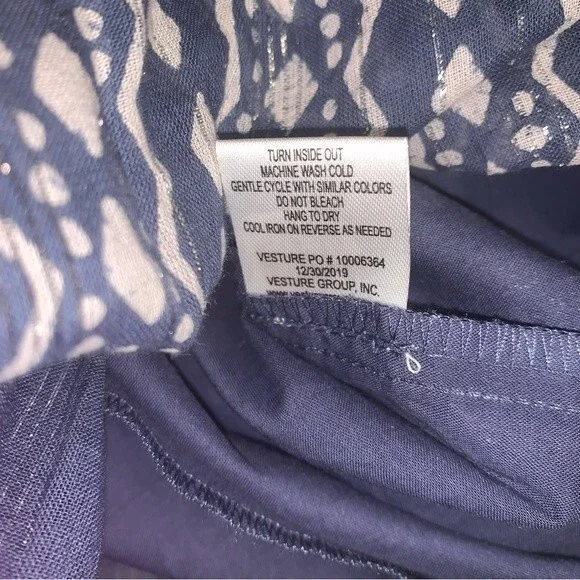 TURN INSIDE OUT
MACHINE WASH COLD
GENTLE CYCLE WITH SIMILAR COLORS
DO NOT BLEACH
HANG TO DRY
COOL IRON ON REVERSE AS NEEDED
VESTURE PO # 10006364
12/30/2019
VESTURE GROUP, INC.